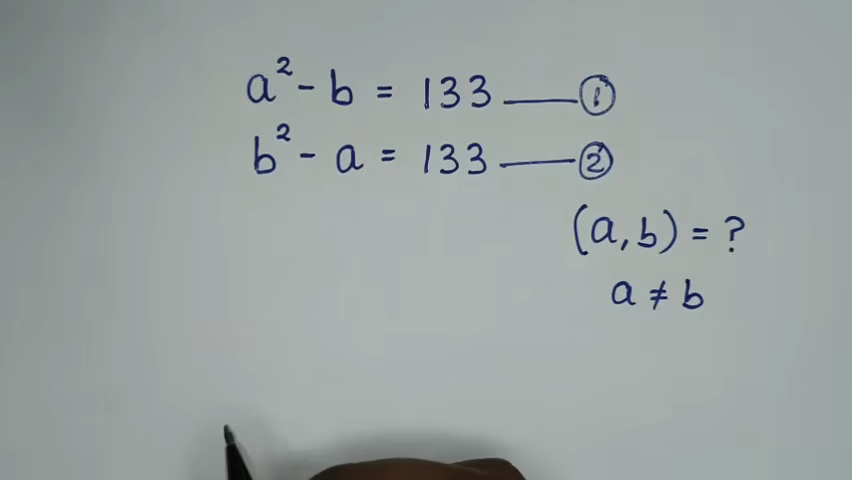 a² - b = 133 —— ①
b² - a = 133 —— ②
(a, b) = ?
a ≠ b